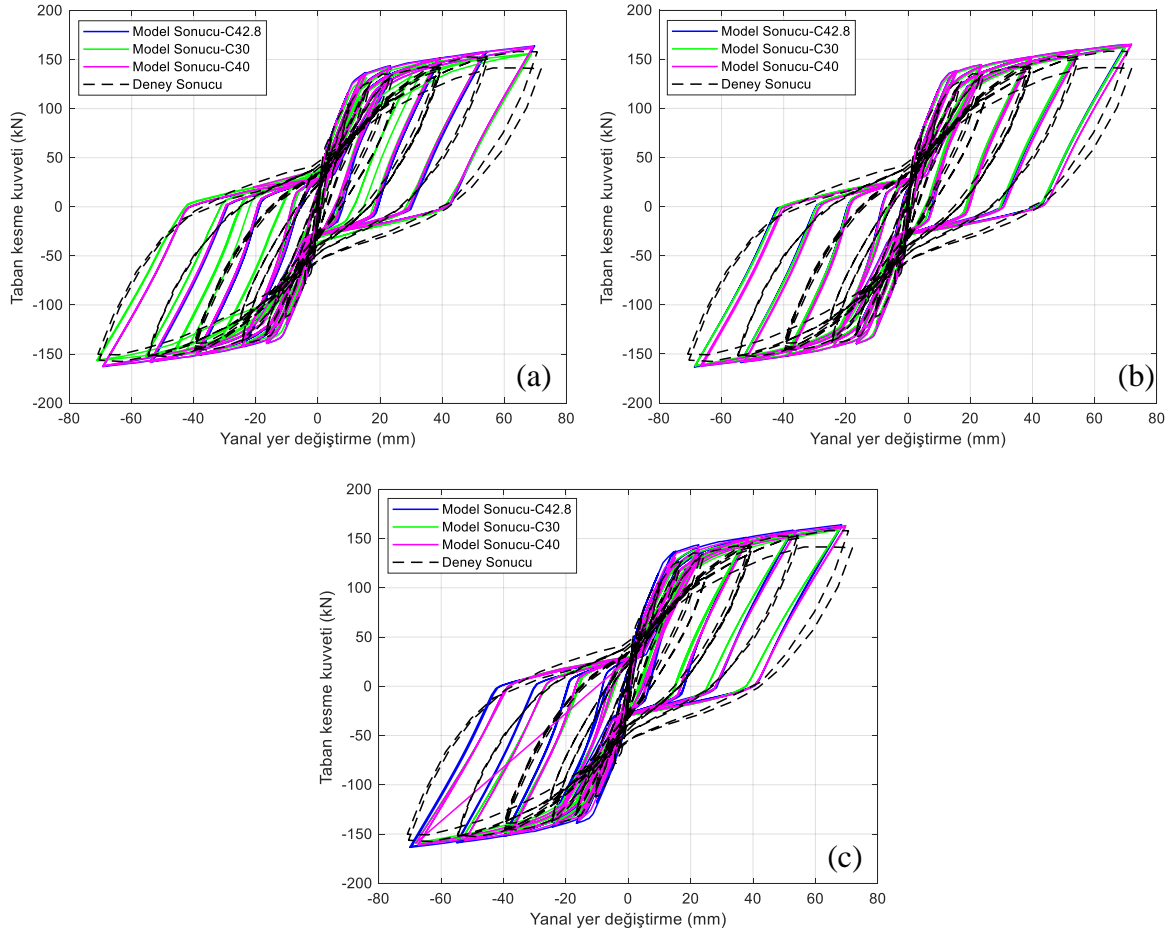 200
150
100
50
0
-50
-100
-150
-200
Taban kesme kuvveti (kN)
Model Sonucu-C42.8
Model Sonucu-C30
Model Sonucu-C40
Deney Sonucu
(a)
-80 -60 -40 -20 0 20 40 60 80
Yanal yer değiştirme (mm)
200
150
100
50
0
-50
-100
-150
-200
Taban kesme kuvveti (kN)
Model Sonucu-C42.8
Model Sonucu-C30
Model Sonucu-C40
Deney Sonucu
(b)
-80 -60 -40 -20 0 20 40 60 80
Yanal yer değiştirme (mm)
200
150
100
50
0
-50
-100
-150
-200
Taban kesme kuvveti (kN)
Model Sonucu-C42.8
Model Sonucu-C30
Model Sonucu-C40
Deney Sonucu
(c)
-80 -60 -40 -20 0 20 40 60 80
Yanal yer değiştirme (mm)